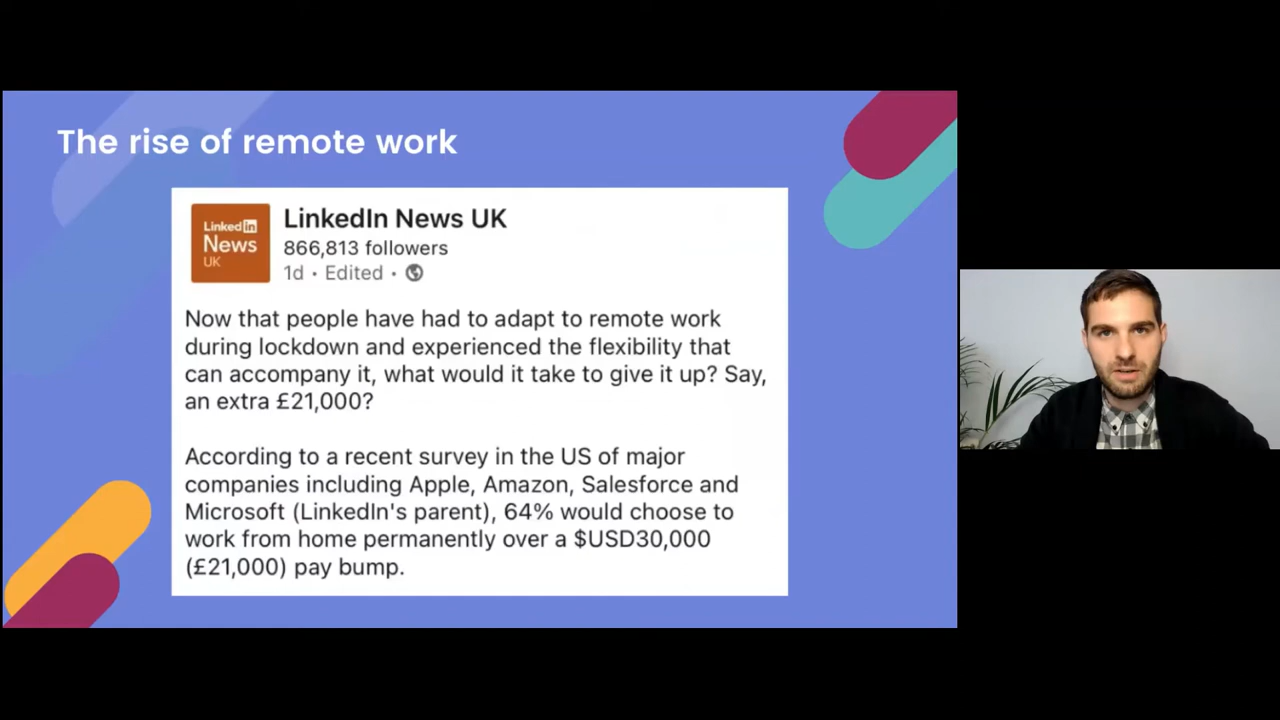 The rise of remote work
Linked in
News
UK
LinkedIn News UK
866,813 followers
1d • Edited •
Now that people have had to adapt to remote work
during lockdown and experienced the flexibility that
can accompany it, what would it take to give it up? Say,
an extra £21,000?
According to a recent survey in the US of major
companies including Apple, Amazon, Salesforce and
Microsoft (LinkedIn's parent), 64% would choose to
work from home permanently over a $USD30,000
(£21,000) pay bump.